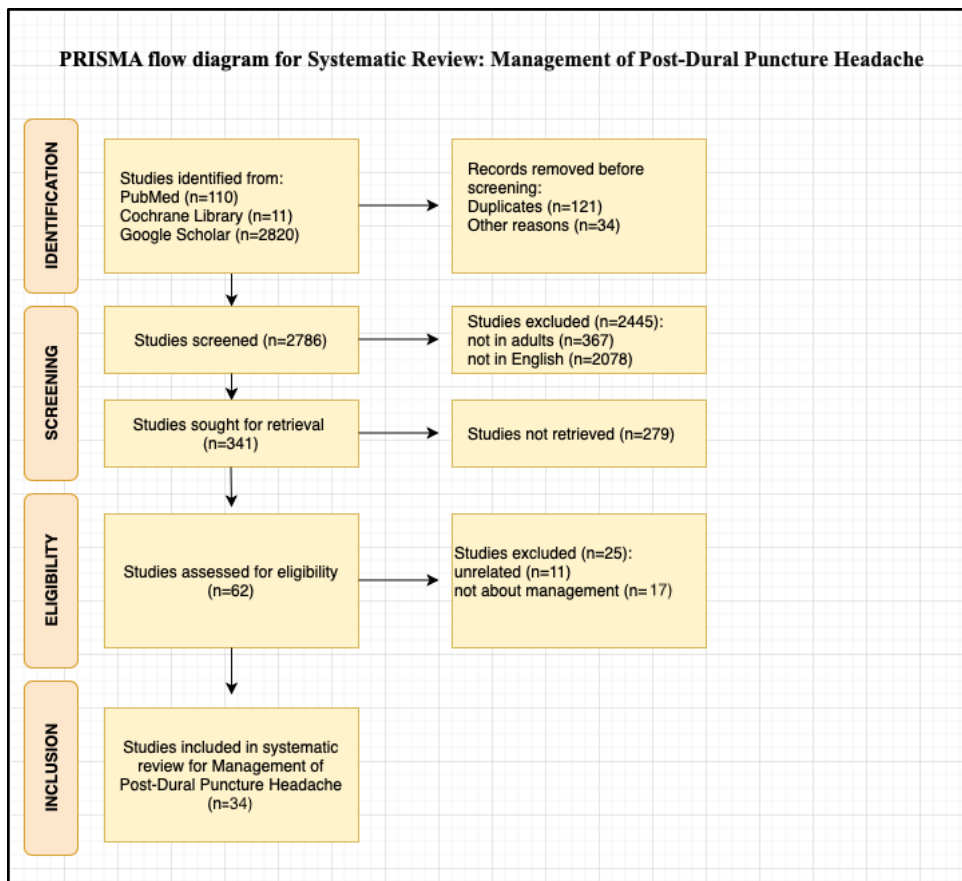 PRISMA flow diagram for Systematic Review: Management of Post-Dural Puncture Headache
IDENTIFICATION
Studies identified from:
PubMed (n=110)
Cochrane Library (n=11)
Google Scholar (n=2820)
Records removed before
screening:
Duplicates (n=121)
Other reasons (n=34)
SCREENING
Studies screened (n=2786)
Studies excluded (n=2445):
not in adults (n=367)
not in English (n=2078)
Studies sought for retrieval
(n=341)
Studies not retrieved (n=279)
ELIGIBILITY
Studies assessed for eligibility
(n=62)
Studies excluded (n=25):
unrelated (n=11)
not about management (n=17)
INCLUSION
Studies included in systematic
review for Management of
Post-Dural Puncture Headache
(n=34)